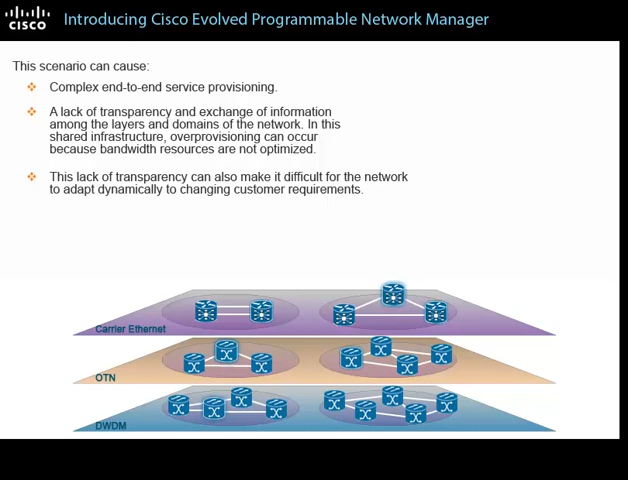 CISCO
Introducing Cisco Evolved Programmable Network Manager
This scenario can cause:
Complex end-to-end service provisioning.
A lack of transparency and exchange of information
among the layers and domains of the network. In this
shared infrastructure, overprovisioning can occur
because bandwidth resources are not optimized.
This lack of transparency can also make it difficult for the network
to adapt dynamically to changing customer requirements.
Carrier Ethernet
OTN
DWDM